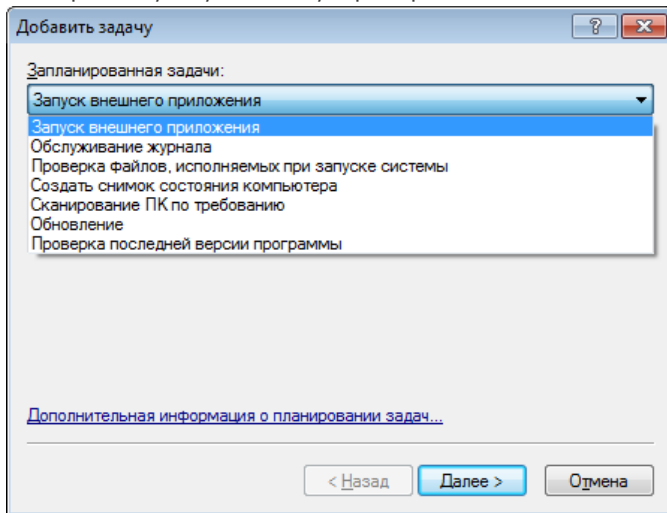 Добавить задачу
Запланированная задачи:
Запуск внешнего приложения
Запуск внешнего приложения
Обслуживание журнала
Проверка файлов, исполняемых при запуске системы
Создать снимок состояния компьютера
Сканирование ПК по требованию
Обновление
Проверка последней версии программы
Дополнительная информация о планировании задач...
< Назад Далее > Отмена